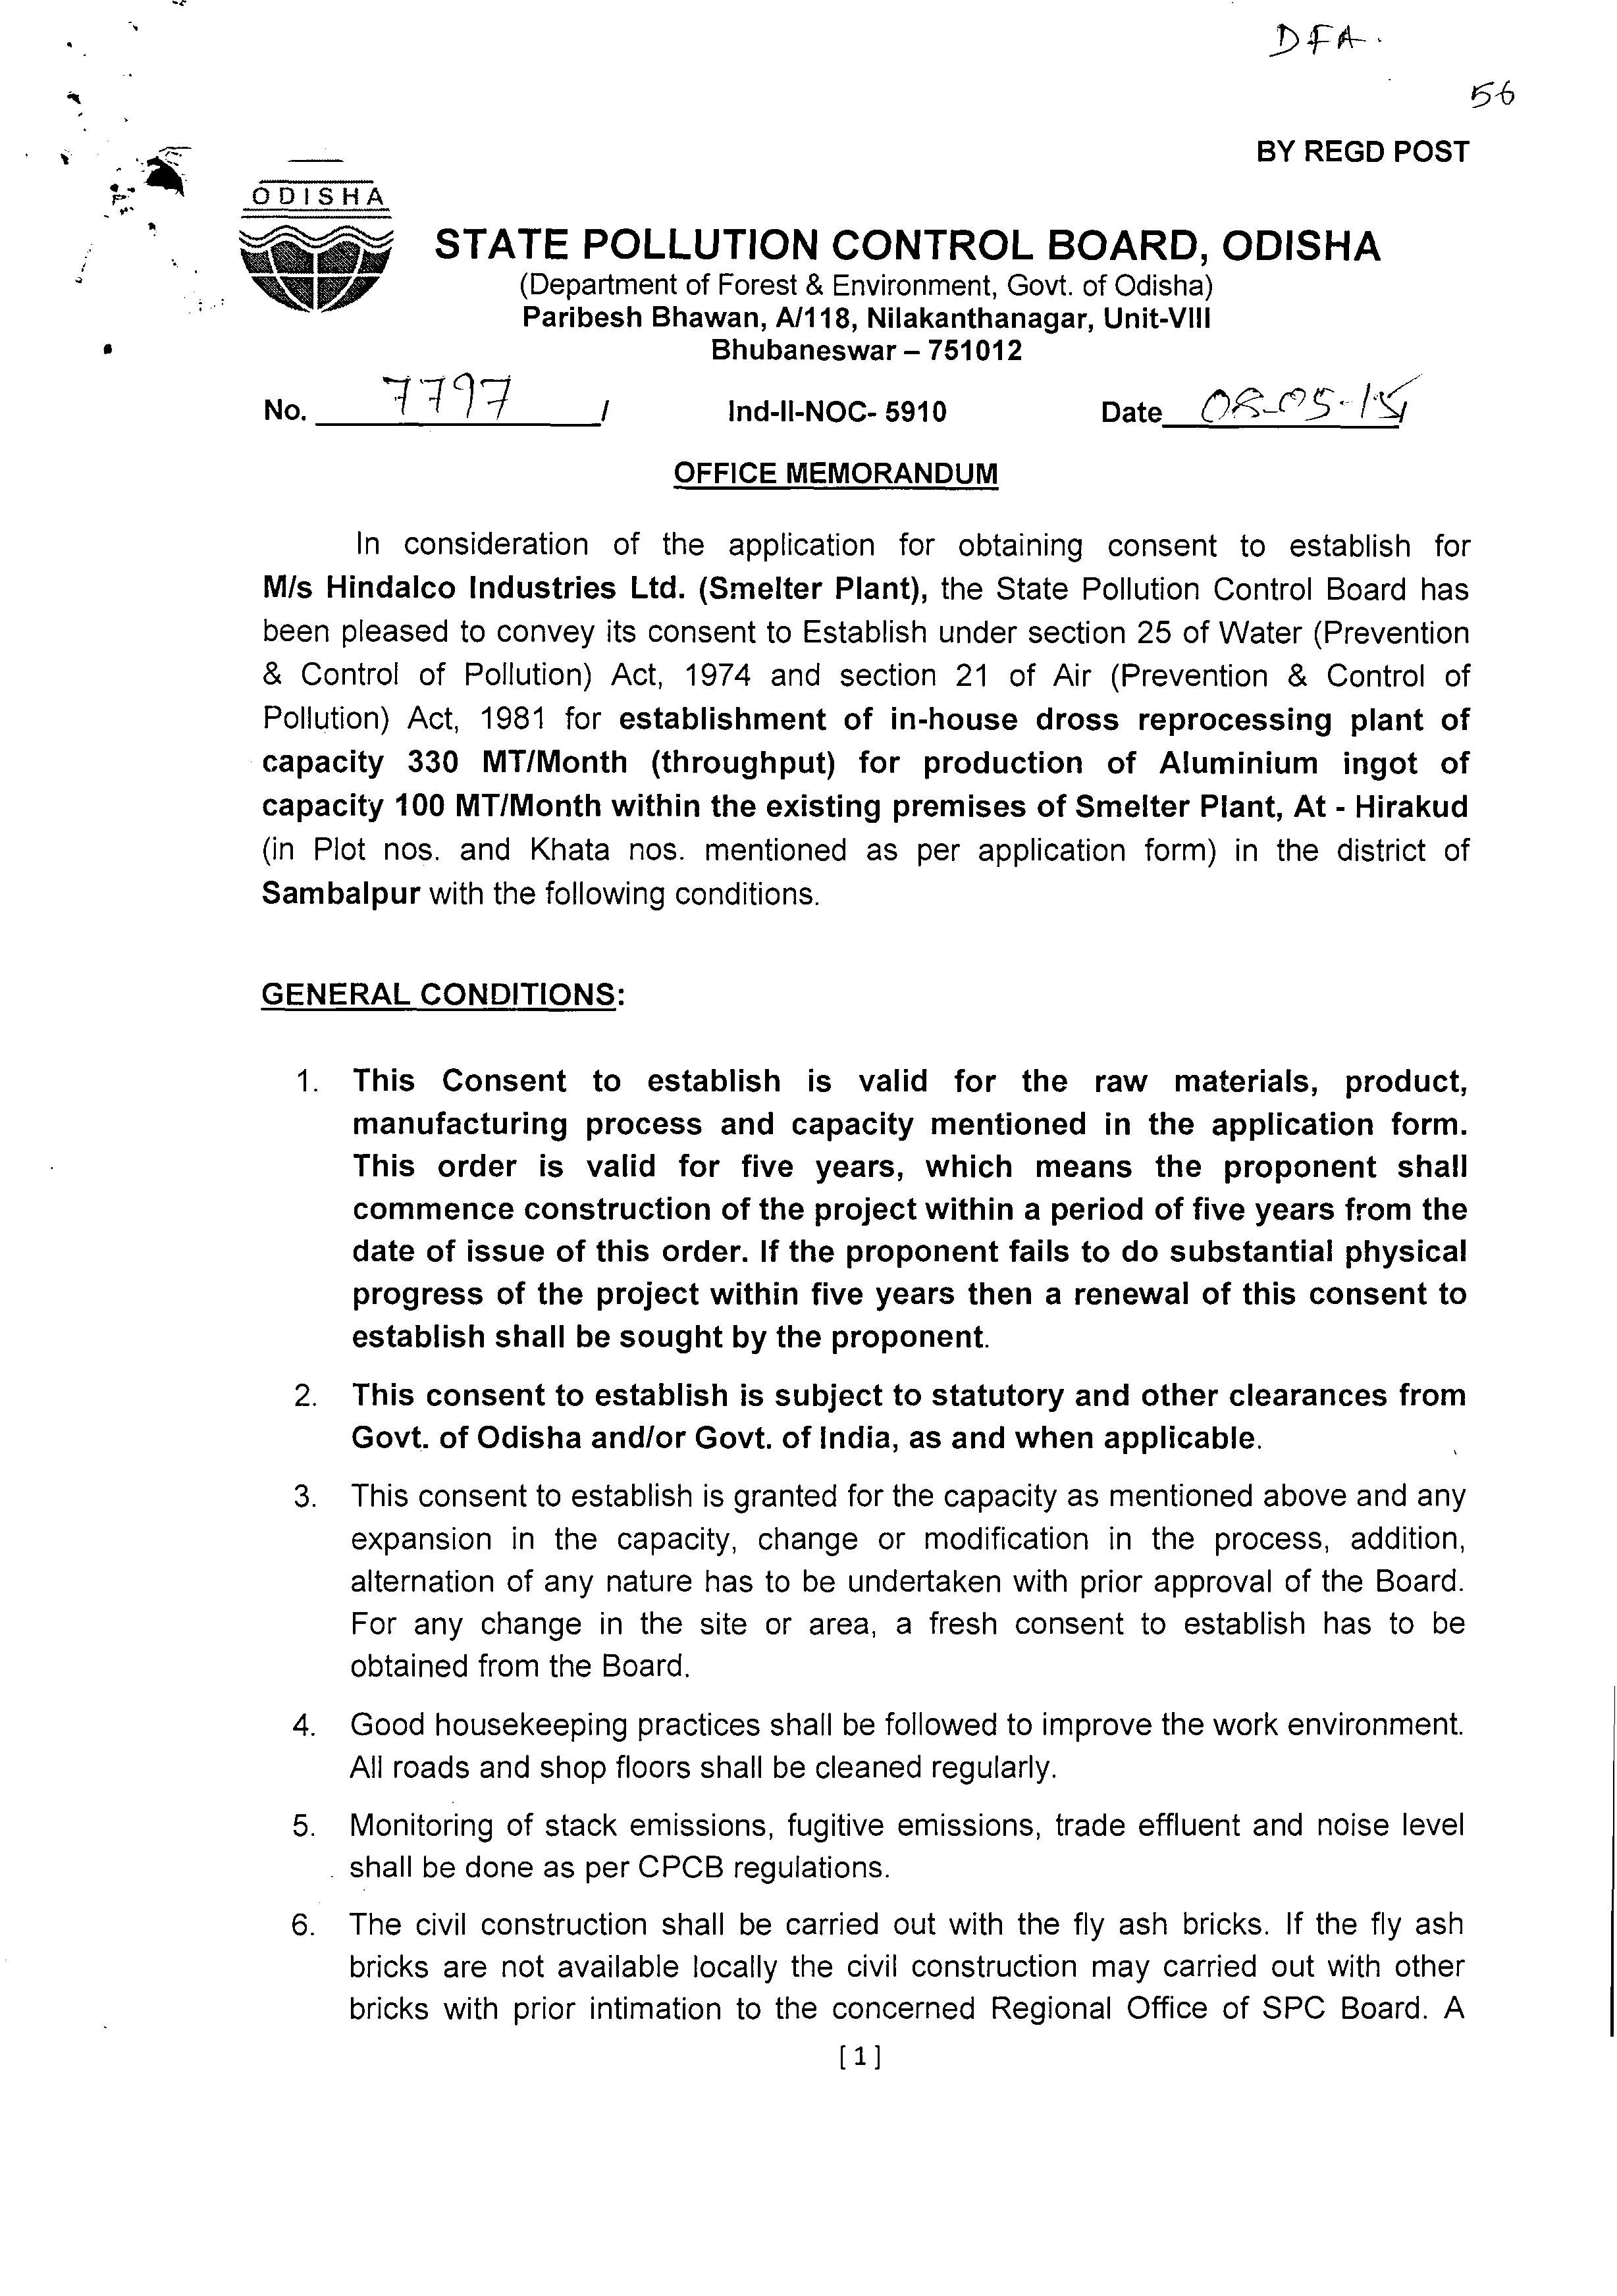 DFA.
56
BY REGD POST
ODISHA
STATE POLLUTION CONTROL BOARD, ODISHA
(Department of Forest & Environment, Govt. of Odisha)
Paribesh Bhawan, A/118, Nilakanthanagar, Unit-VIII
Bhubaneswar – 751012
No. 7797 / Ind-II-NOC- 5910 Date 08-05-15/
OFFICE MEMORANDUM
In consideration of the application for obtaining consent to establish for
M/s Hindalco Industries Ltd. (Smelter Plant), the State Pollution Control Board has
been pleased to convey its consent to Establish under section 25 of Water (Prevention
& Control of Pollution) Act, 1974 and section 21 of Air (Prevention & Control of
Pollution) Act, 1981 for establishment of in-house dross reprocessing plant of
capacity 330 MT/Month (throughput) for production of Aluminium ingot of
capacity 100 MT/Month within the existing premises of Smelter Plant, At - Hirakud
(in Plot nos. and Khata nos. mentioned as per application form) in the district of
Sambalpur with the following conditions.
GENERAL CONDITIONS:
1. This Consent to establish is valid for the raw materials, product,
manufacturing process and capacity mentioned in the application form.
This order is valid for five years, which means the proponent shall
commence construction of the project within a period of five years from the
date of issue of this order. If the proponent fails to do substantial physical
progress of the project within five years then a renewal of this consent to
establish shall be sought by the proponent.
2. This consent to establish is subject to statutory and other clearances from
Govt. of Odisha and/or Govt. of India, as and when applicable.
3. This consent to establish is granted for the capacity as mentioned above and any
expansion in the capacity, change or modification in the process, addition,
alternation of any nature has to be undertaken with prior approval of the Board.
For any change in the site or area, a fresh consent to establish has to be
obtained from the Board.
4. Good housekeeping practices shall be followed to improve the work environment.
All roads and shop floors shall be cleaned regularly.
5. Monitoring of stack emissions, fugitive emissions, trade effluent and noise level
shall be done as per CPCB regulations.
6. The civil construction shall be carried out with the fly ash bricks. If the fly ash
bricks are not available locally the civil construction may carried out with other
bricks with prior intimation to the concerned Regional Office of SPC Board. A
[1]